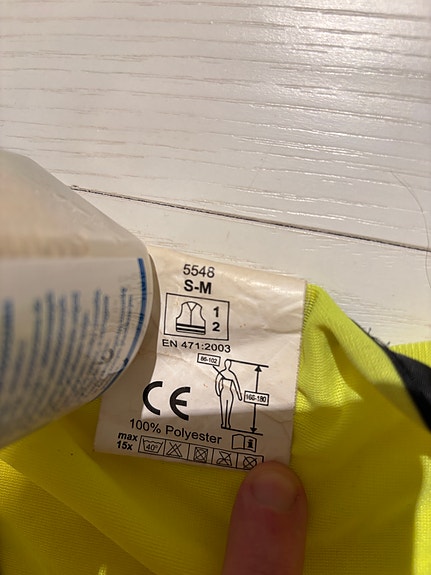 5548
S-M
1
2
EN 471:2003
86-102
166-180
CE
100% Polyester
max
15x
40°